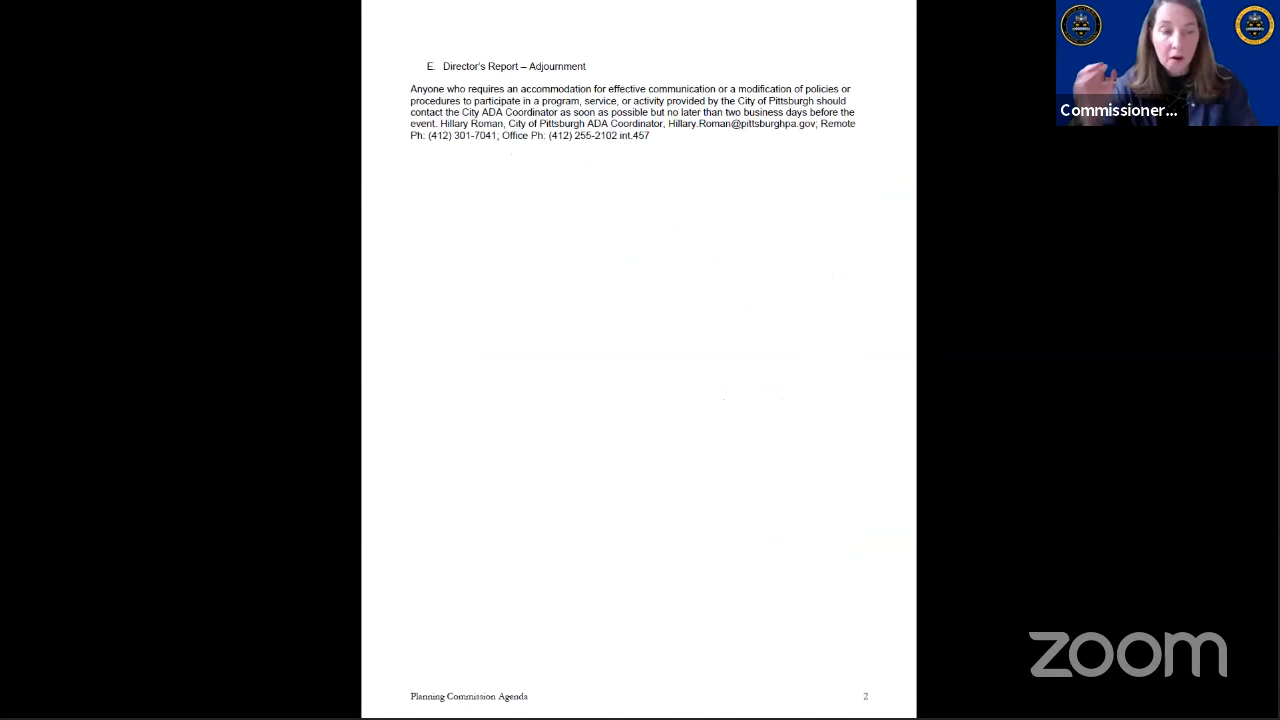 E. Director's Report – Adjournment
Anyone who requires an accommodation for effective communication or a modification of policies or
procedures to participate in a program, service, or activity provided by the City of Pittsburgh should
contact the City ADA Coordinator as soon as possible but no later than two business days before the
event. Hillary Roman, City of Pittsburgh ADA Coordinator, Hillary.Roman@pittsburghpa.gov; Remote
Ph: (412) 301-7041; Office Ph: (412) 255-2102 int.457
Commissioner...
zoom
Planning Commission Agenda 2